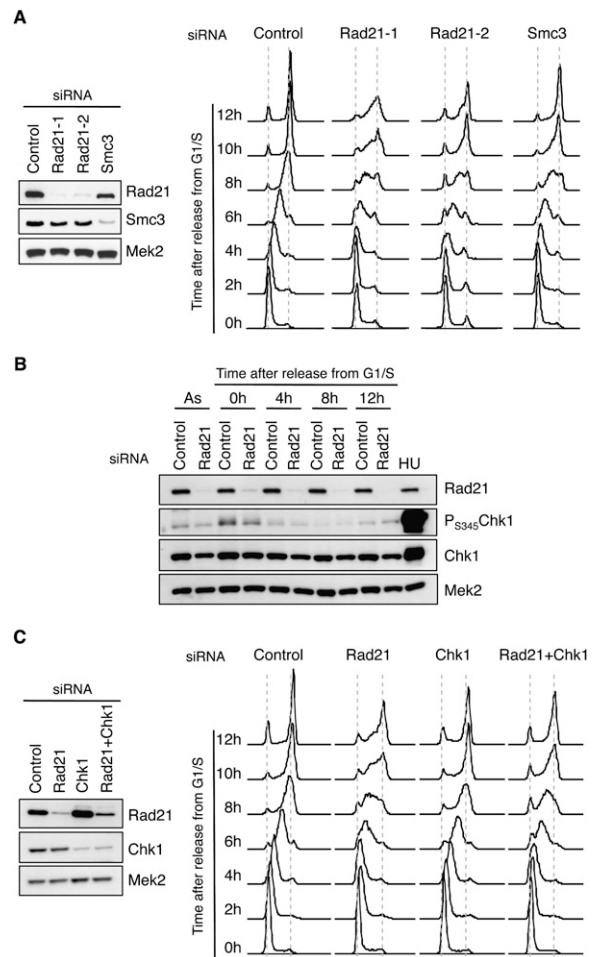 A
siRNA
Control
Rad21-1
Rad21-2
Smc3
siRNA
Control
Rad21-1
Rad21-2
Smc3
Rad21
Smc3
Mek2
Time after release from G1/S
12h
10h
8h
6h
4h
2h
0h
B
Time after release from G1/S
As 0h 4h 8h 12h
siRNA
Control
Rad21
Control
Rad21
Control
Rad21
Control
Rad21
Control
Rad21
HU
Rad21
PS345Chk1
Chk1
Mek2
C
siRNA
Control
Rad21
Chk1
Rad21+Chk1
siRNA
Control
Rad21
Chk1
Rad21+Chk1
Rad21
Chk1
Mek2
Time after release from G1/S
12h
10h
8h
6h
4h
2h
0h